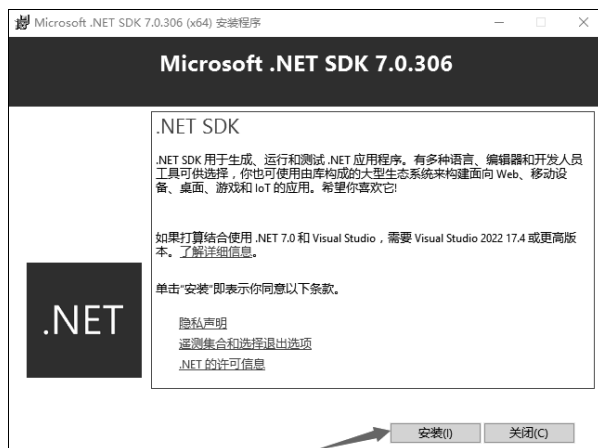 Microsoft .NET SDK 7.0.306 (x64) 安装程序
Microsoft .NET SDK 7.0.306
.NET SDK
.NET SDK 用于生成、运行和测试 .NET 应用程序。有多种语言、编辑器和开发人员
工具可供选择，你也可使用由库构成的大型生态系统来构建面向 Web、移动设
备、桌面、游戏和 IoT 的应用。希望你喜欢它!
如果打算结合使用 .NET 7.0 和 Visual Studio，需要 Visual Studio 2022 17.4 或更高版
本。了解详细信息。
单击“安装”即表示你同意以下条款。
.NET
隐私声明
遥测集合和选择退出选项
.NET 的许可信息
安装(I)
关闭(C)